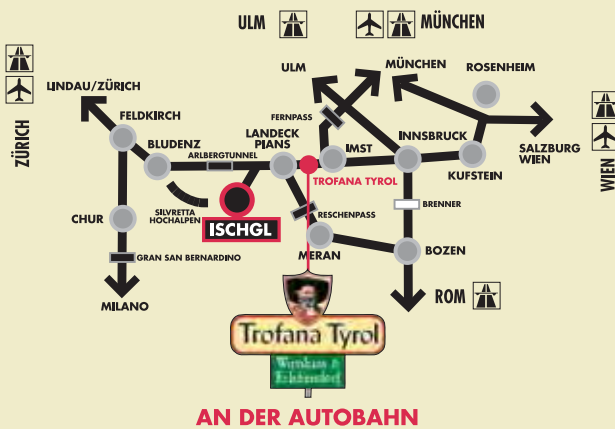 ULM
MÜNCHEN
ULM
MÜNCHEN
ROSENHEIM
LINDAU/ZÜRICH
ZÜRICH
FELDKIRCH
FERNPASS
BLUDENZ
LANDECK
PIANS
IMST
INNSBRUCK
SALZBURG
WIEN
WIEN
ARLBERGTUNNEL
TROFANA TYROL
KUFSTEIN
SILVRETTA
HOCHALPEN
BRENNER
CHUR
ISCHGL
RESCHENPASS
MERAN
BOZEN
GRAN SAN BERNARDINO
MILANO
ROM
Trofana Tyrol
Wirtshaus &
Erlebnisdorf
AN DER AUTOBAHN